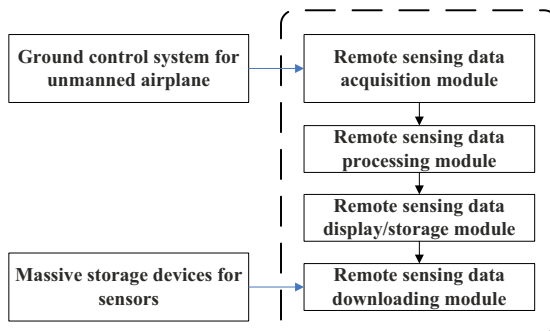 Ground control system for
unmanned airplane
Remote sensing data
acquisition module
Remote sensing data
processing module
Remote sensing data
display/storage module
Massive storage devices for
sensors
Remote sensing data
downloading module